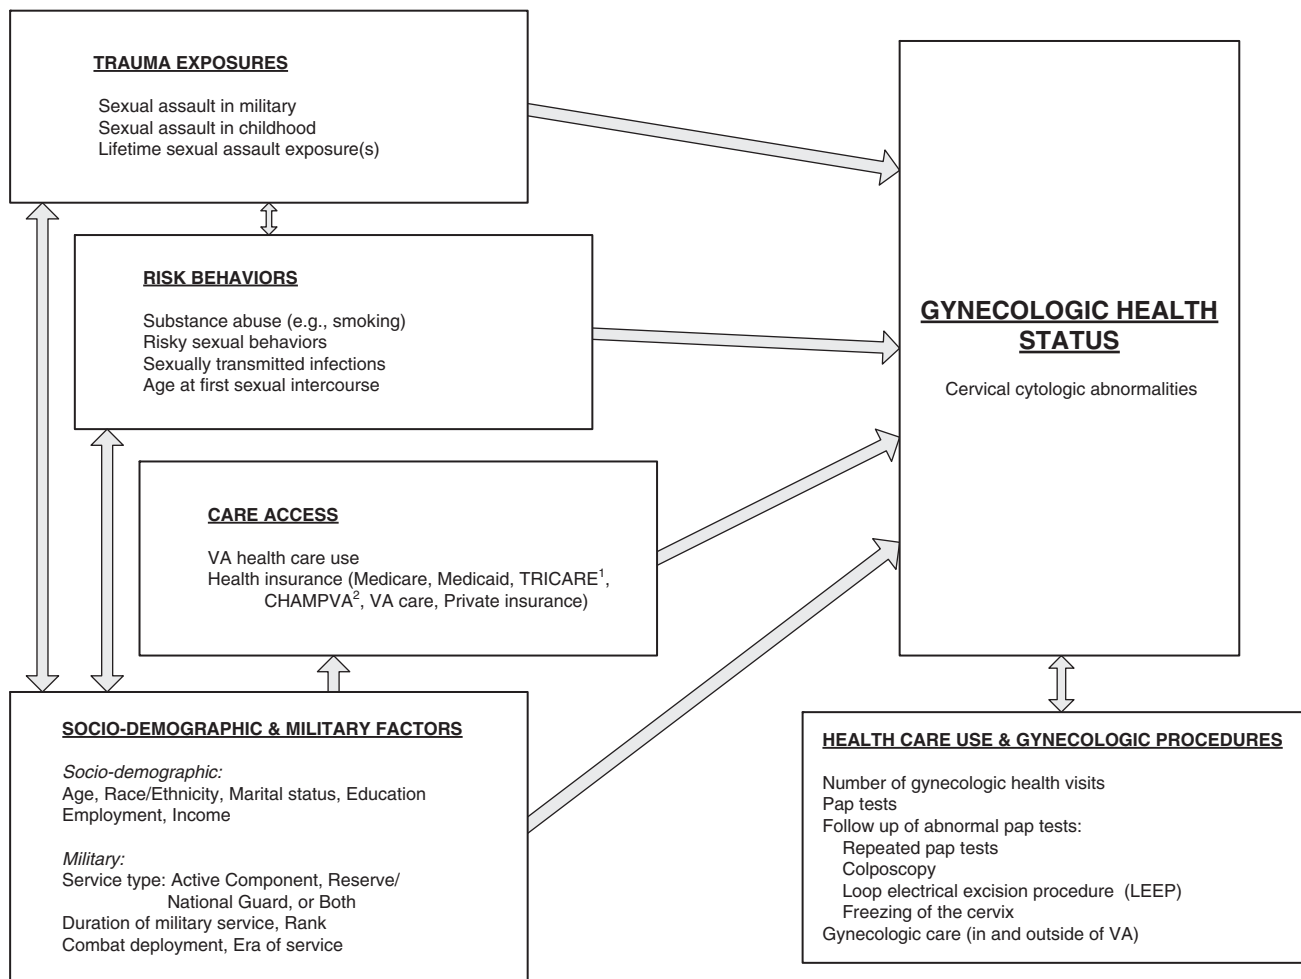 TRAUMA EXPOSURES
Sexual assault in military
Sexual assault in childhood
Lifetime sexual assault exposure(s)
RISK BEHAVIORS
Substance abuse (e.g., smoking)
Risky sexual behaviors
Sexually transmitted infections
Age at first sexual intercourse
CARE ACCESS
VA health care use
Health insurance (Medicare, Medicaid, TRICARE¹,
CHAMPVA², VA care, Private insurance)
SOCIO-DEMOGRAPHIC & MILITARY FACTORS
Socio-demographic:
Age, Race/Ethnicity, Marital status, Education
Employment, Income
Military:
Service type: Active Component, Reserve/
National Guard, or Both
Duration of military service, Rank
Combat deployment, Era of service
GYNECOLOGIC HEALTH
STATUS
Cervical cytologic abnormalities
HEALTH CARE USE & GYNECOLOGIC PROCEDURES
Number of gynecologic health visits
Pap tests
Follow up of abnormal pap tests:
Repeated pap tests
Colposcopy
Loop electrical excision procedure (LEEP)
Freezing of the cervix
Gynecologic care (in and outside of VA)